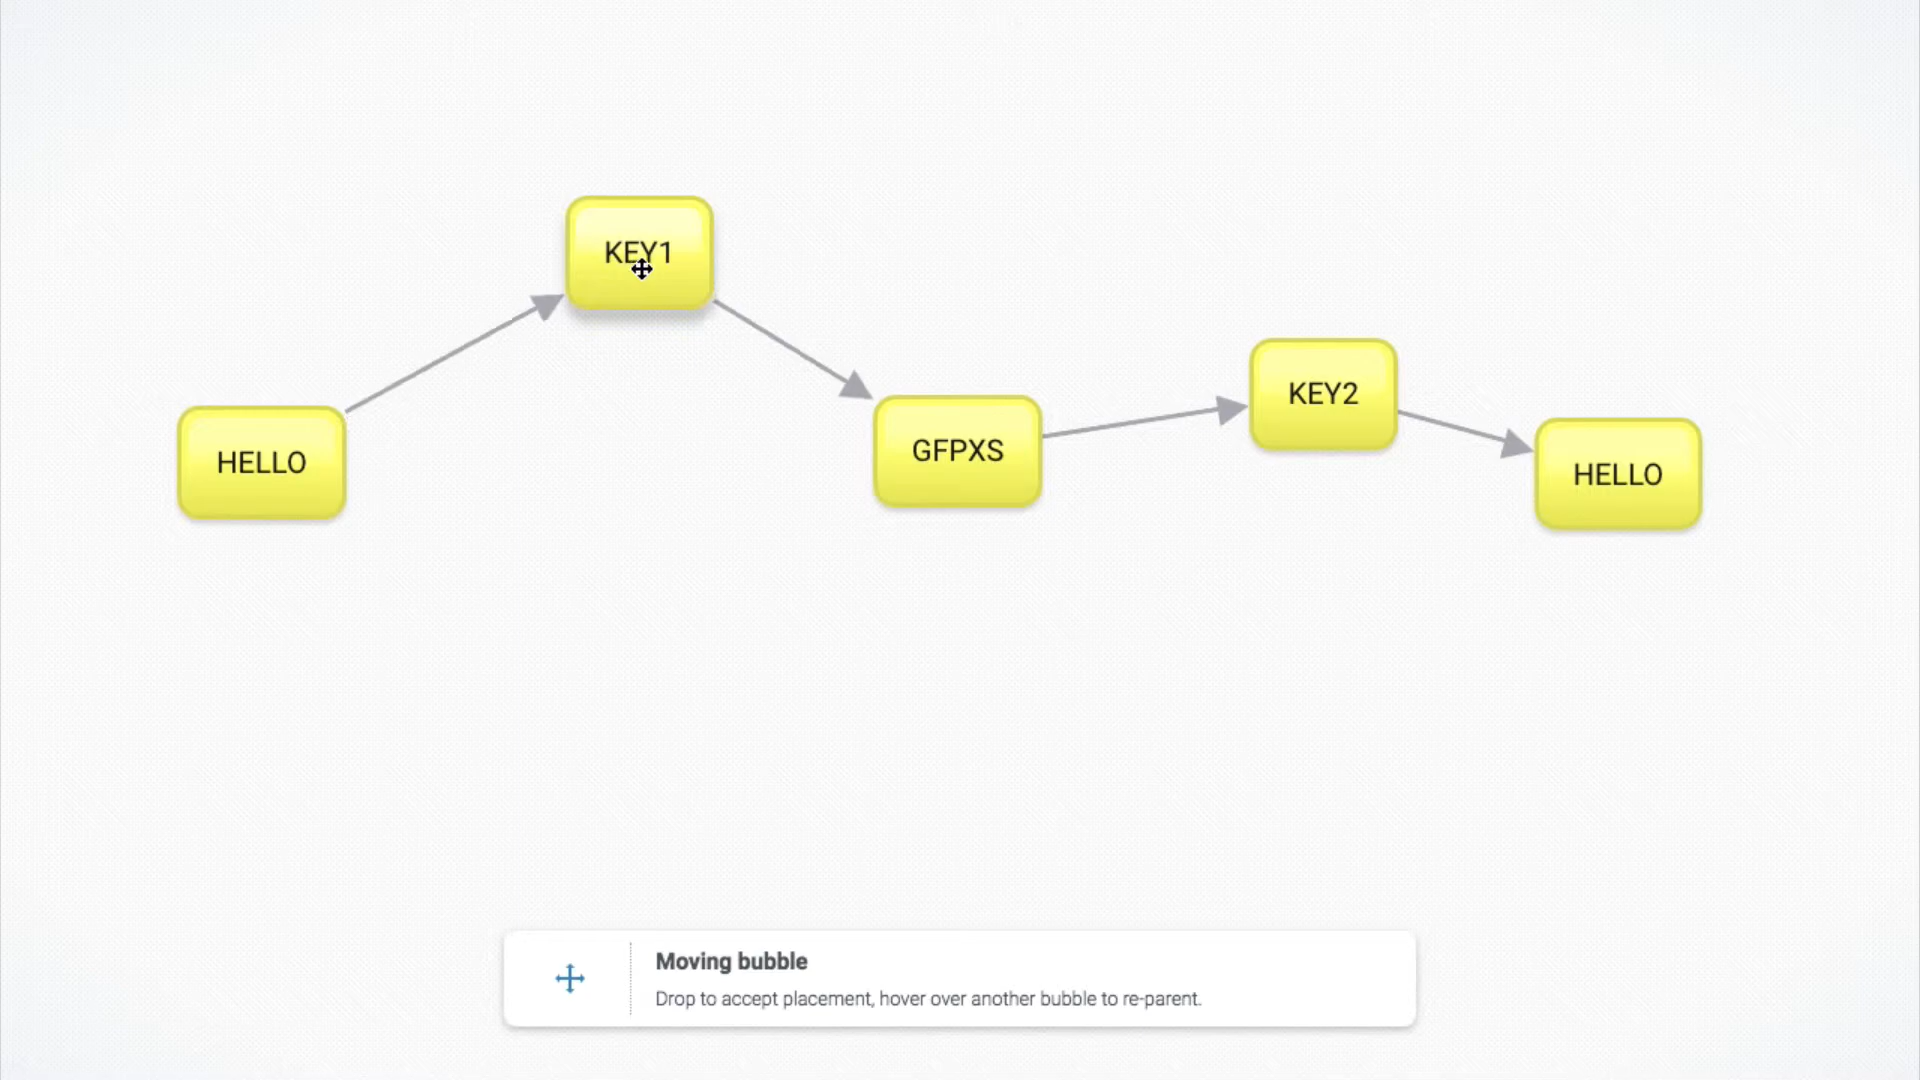 KEY1
KEY2
HELLO
GFPXS
HELLO
Moving bubble
Drop to accept placement, hover over another bubble to re-parent.